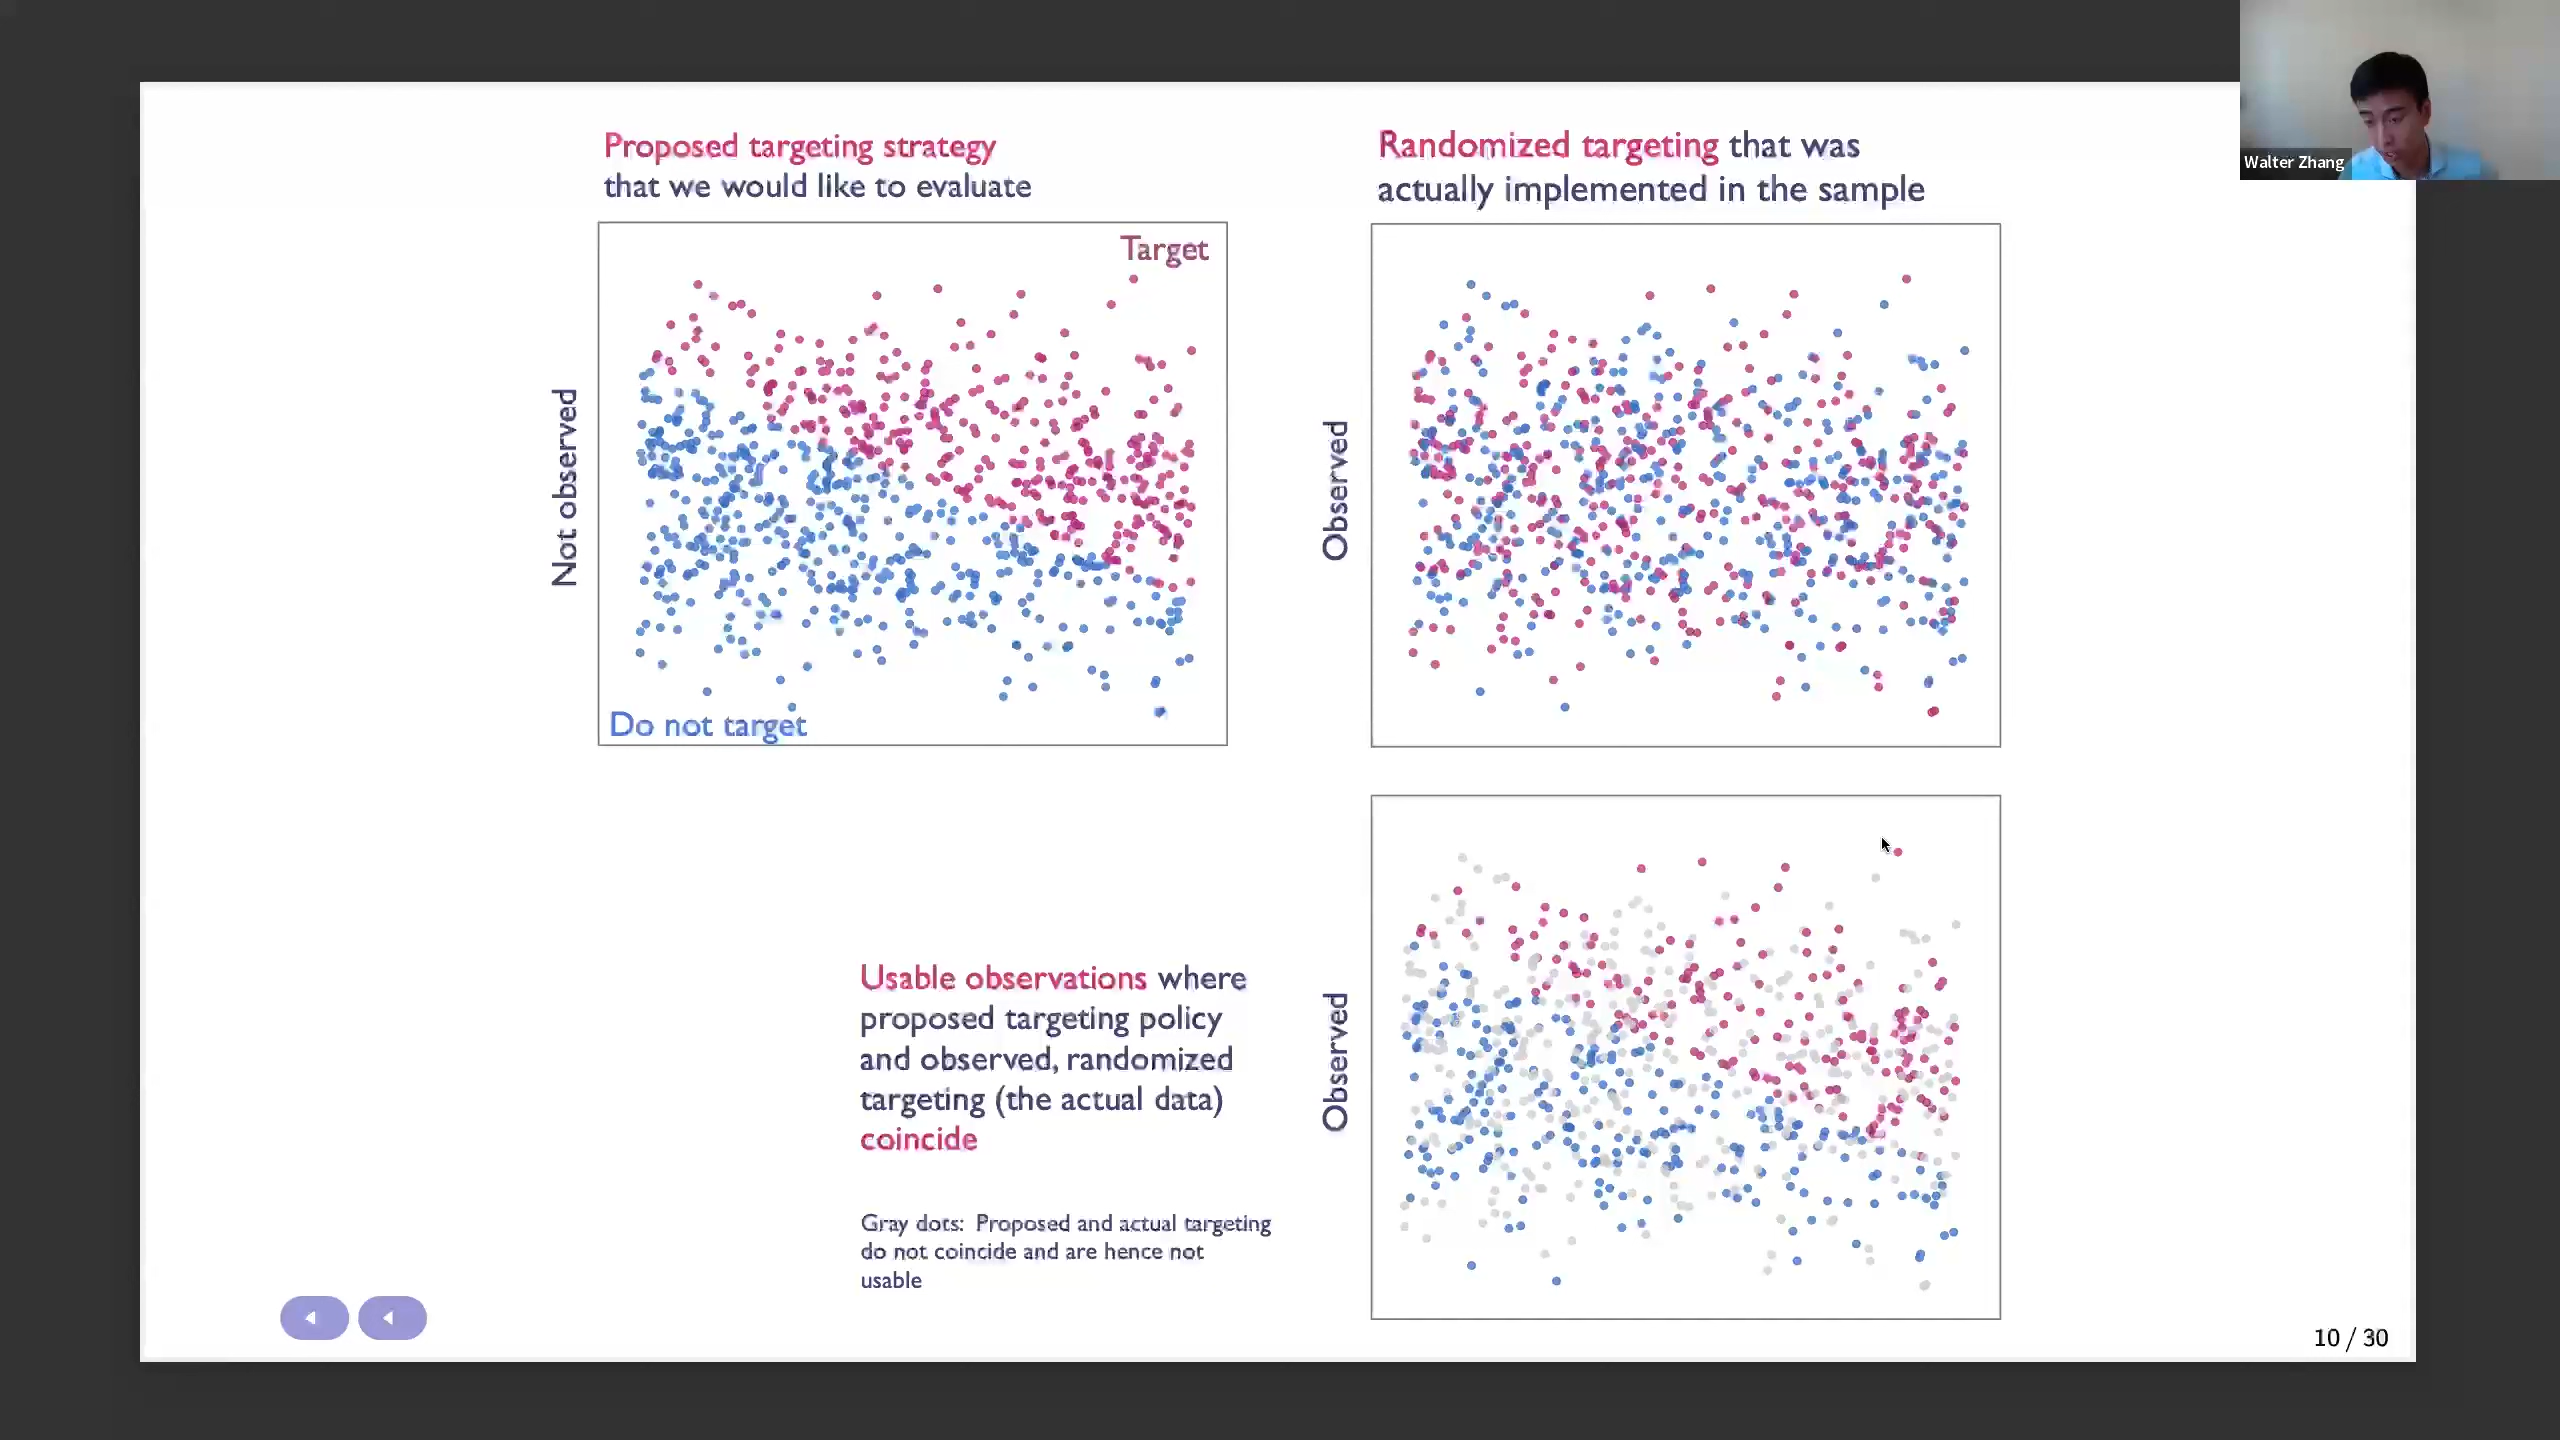 Proposed targeting strategy
that we would like to evaluate
Not observed
Target
Do not target
Randomized targeting that was
actually implemented in the sample
Observed
Walter Zhang
Usable observations where
proposed targeting policy
and observed, randomized
targeting (the actual data)
coincide
Gray dots: Proposed and actual targeting
do not coincide and are hence not
usable
Observed
10 / 30